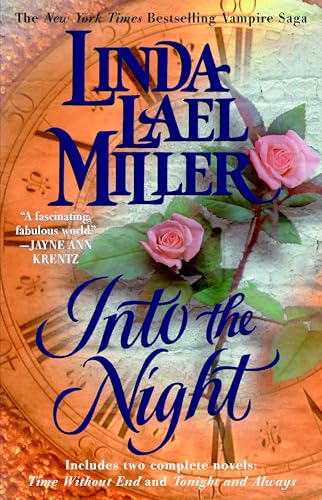 The New York Times Bestselling Vampire Saga
LINDA
LAEL
MILLER
"A fascinating,
fabulous world."
—JAYNE ANN
KRENTZ
Into the
Night
Includes two complete novels:
Time Without End and Tonight and Always